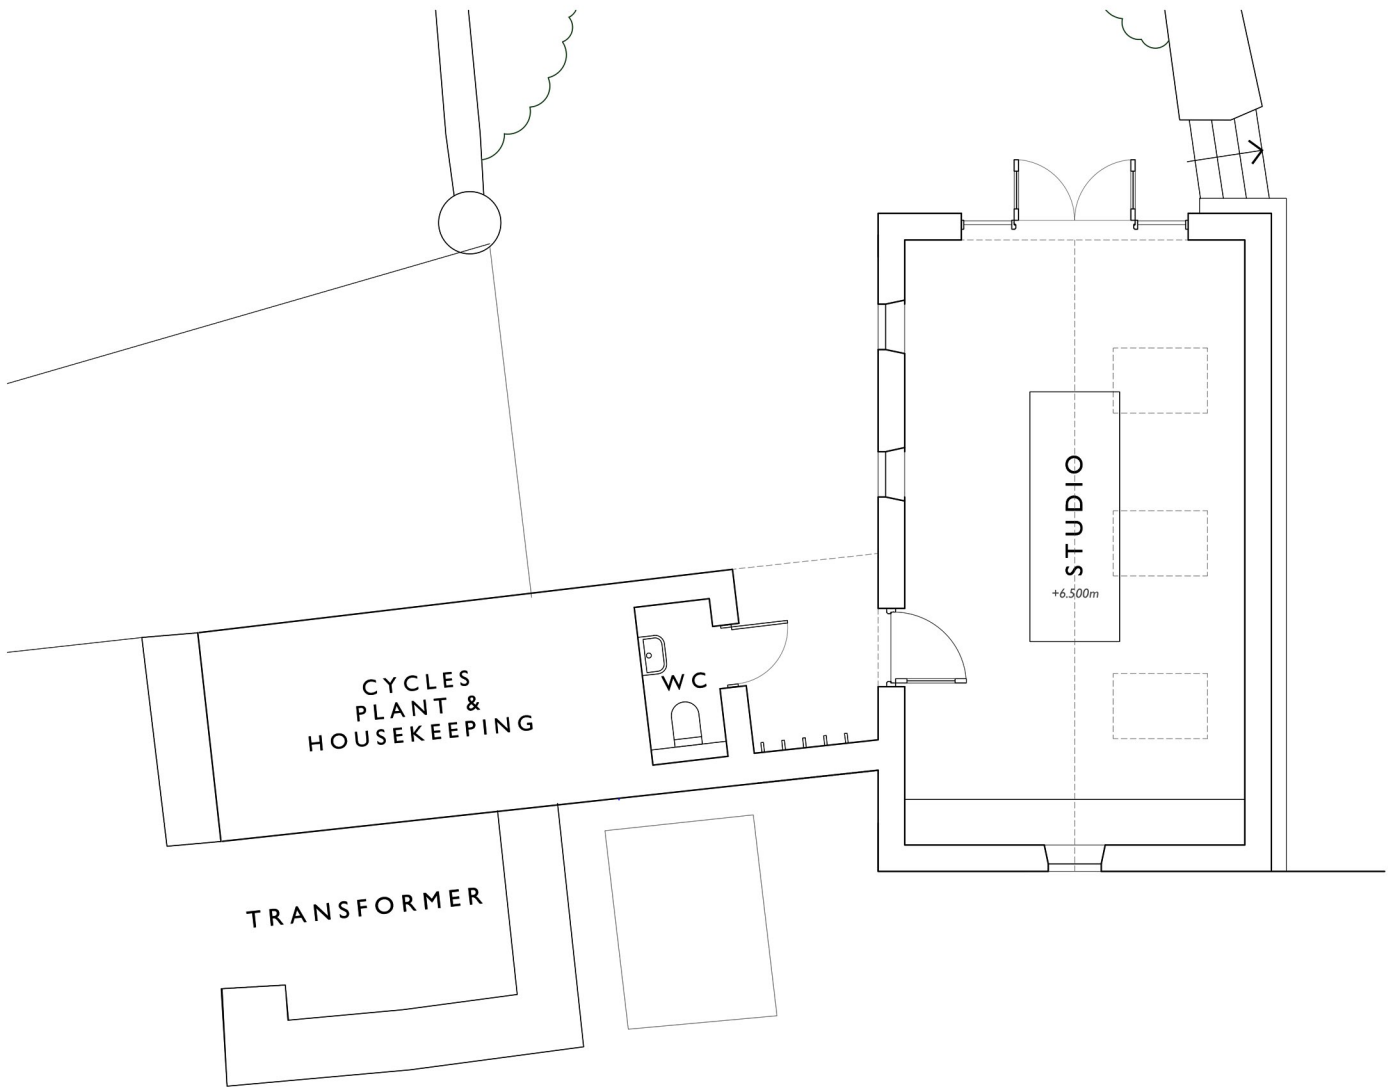 STUDIO
+6.500m
CYCLES
PLANT &
HOUSEKEEPING
WC
TRANSFORMER